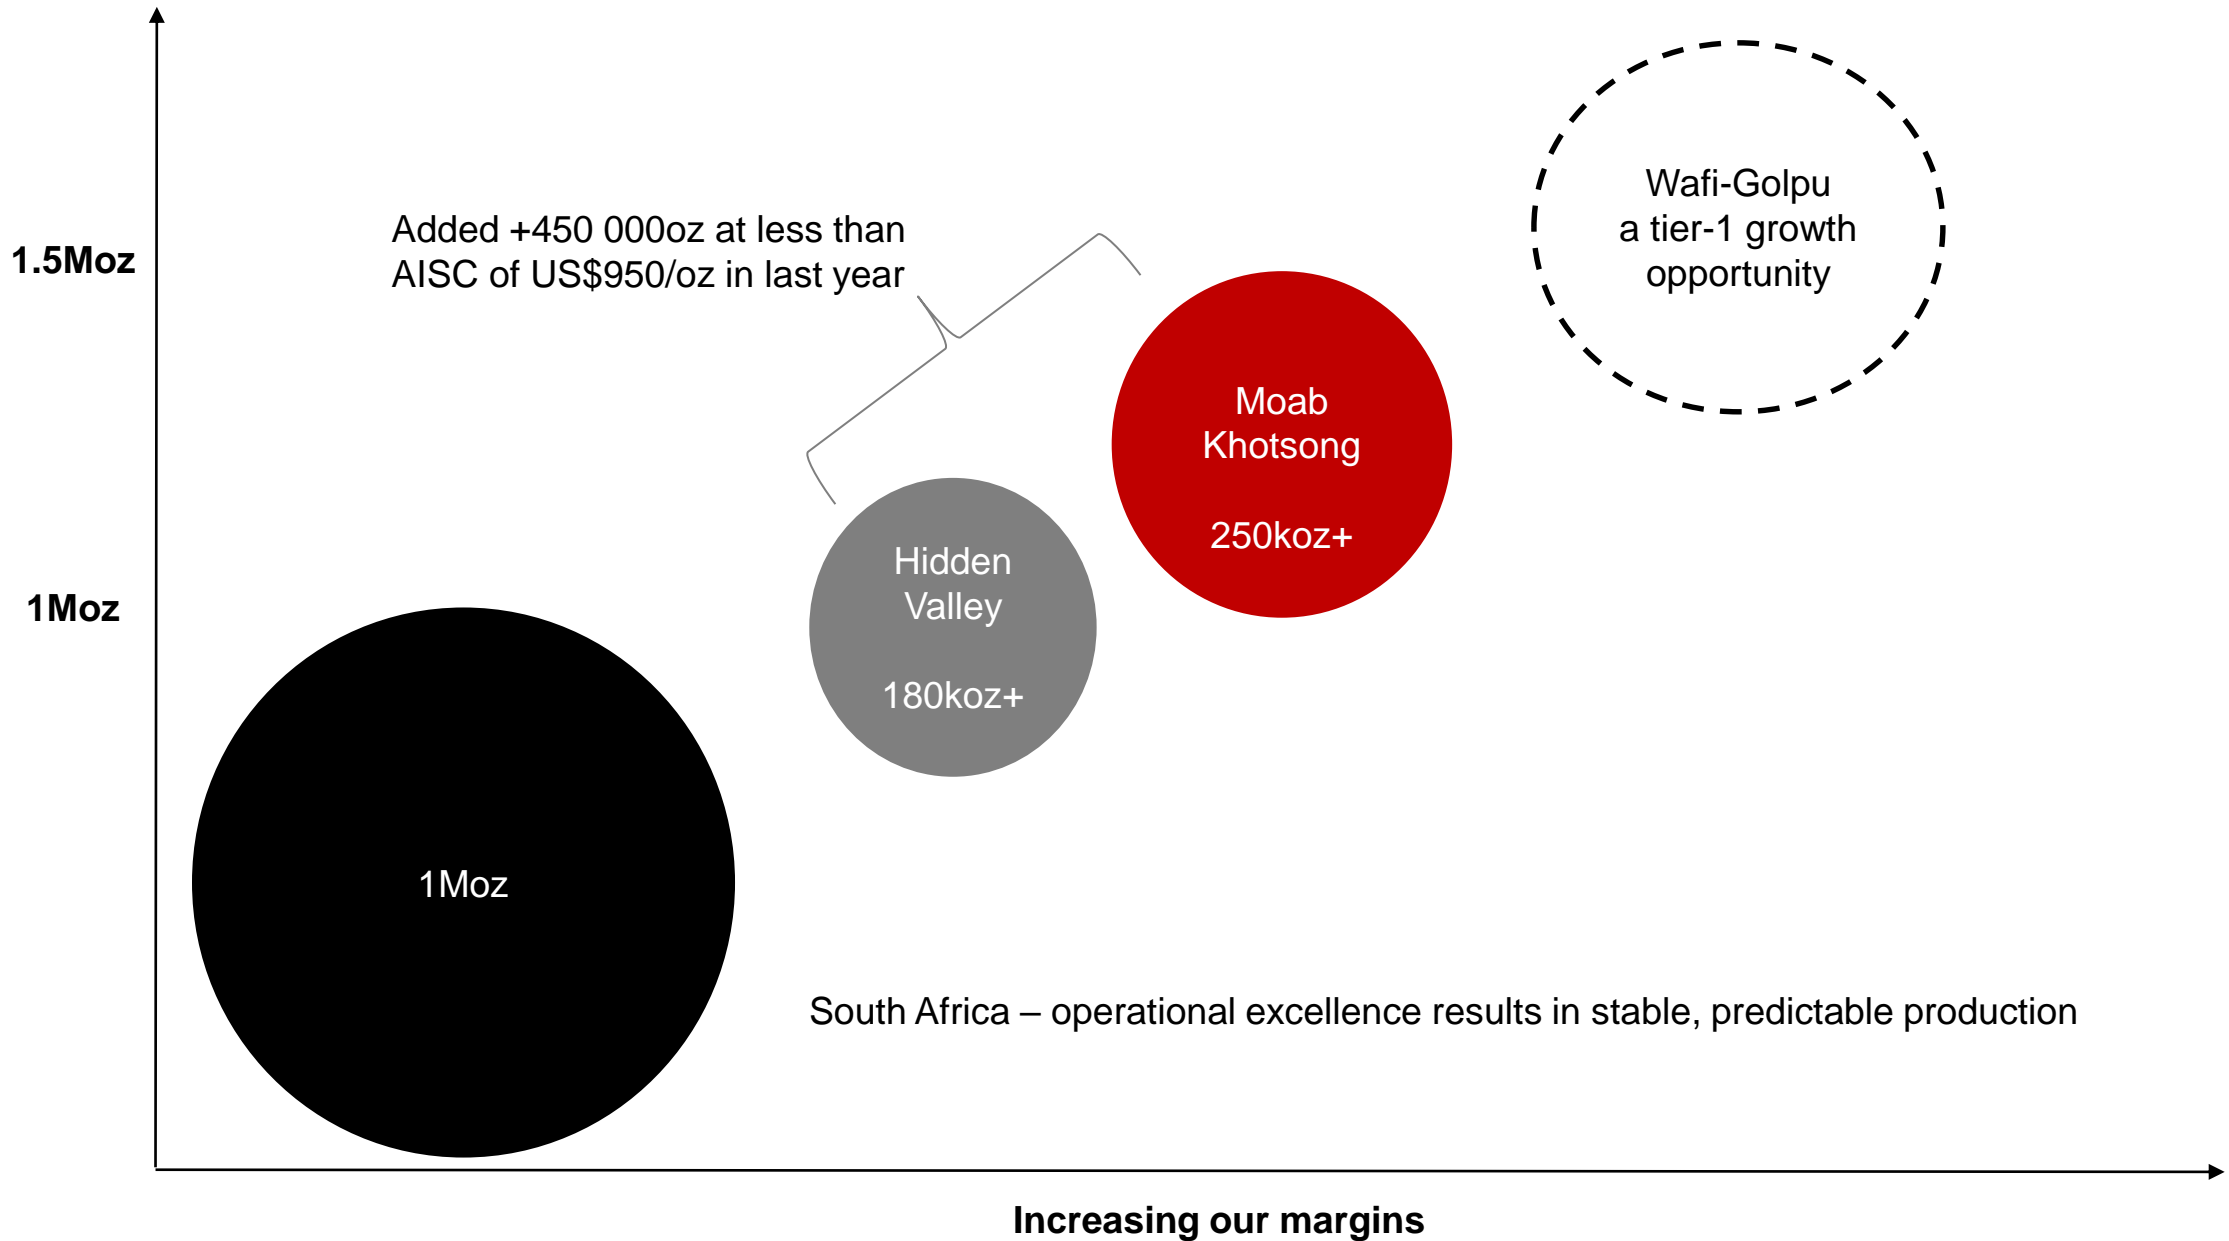 Wafi-Golpu
a tier-1 growth
opportunity
Added +450 000oz at less than
AISC of US$950/oz in last year
1.5Moz
Moab
Khotsong
250koz+
Hidden
Valley
180koz+
1Moz
1Moz
South Africa – operational excellence results in stable, predictable production
Increasing our margins